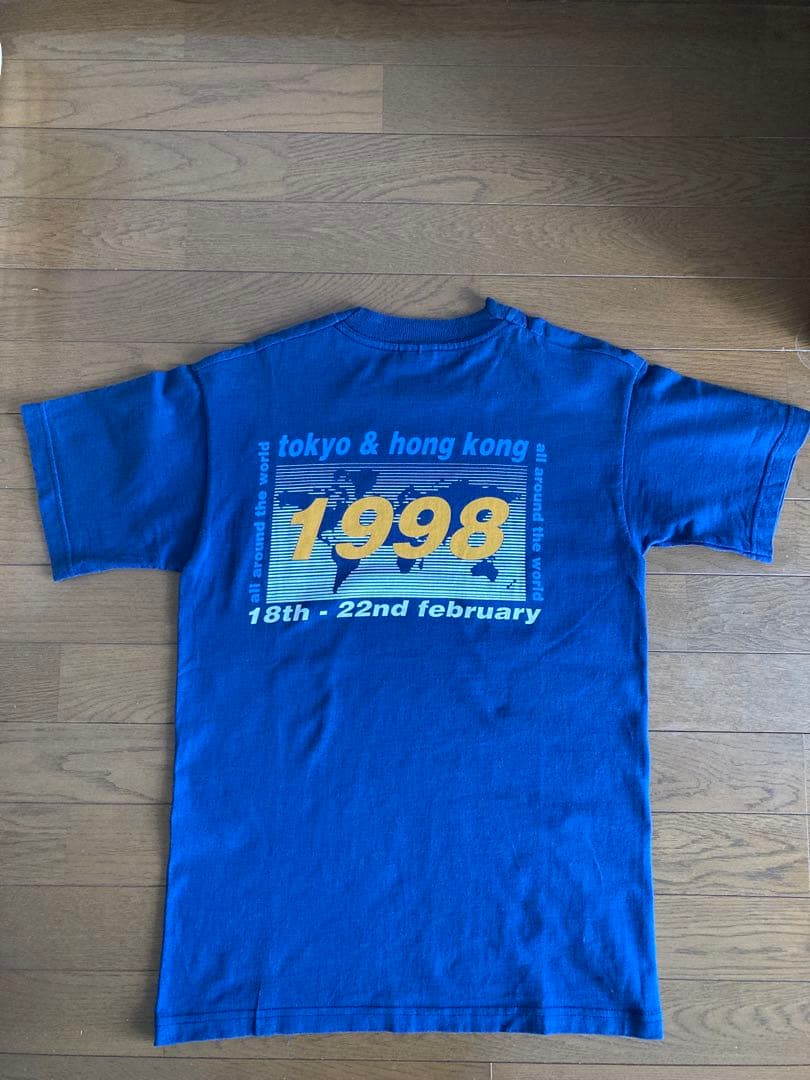 tokyo & hong kong
all around the world
1998
all around the world
18th - 22nd february